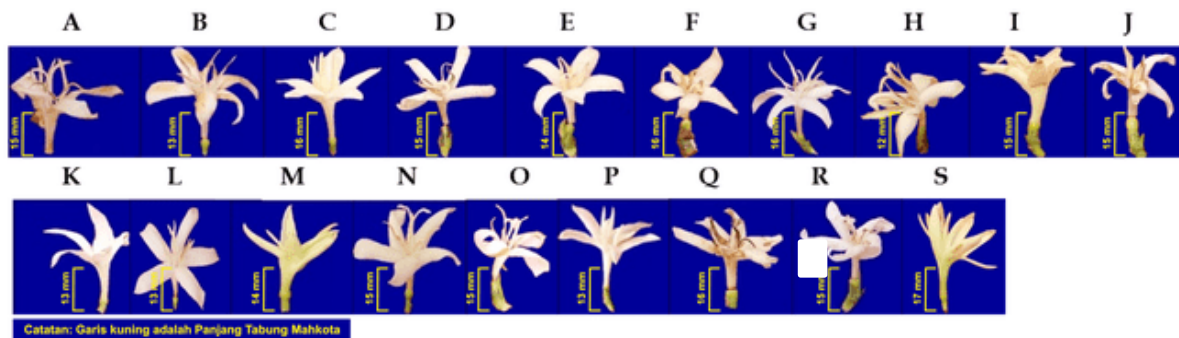 A B C D E F G H I J
15 mm 13 mm 16 mm 15 mm 14 mm 16 mm 16 mm 12 mm 15 mm 15 mm
K L M N O P Q R S
13 mm 13 14 mm 15 mm 15 mm 13 mm 16 mm 15 mm 17 mm
Catatan: Garis kuning adalah Panjang Tabung Mahkota